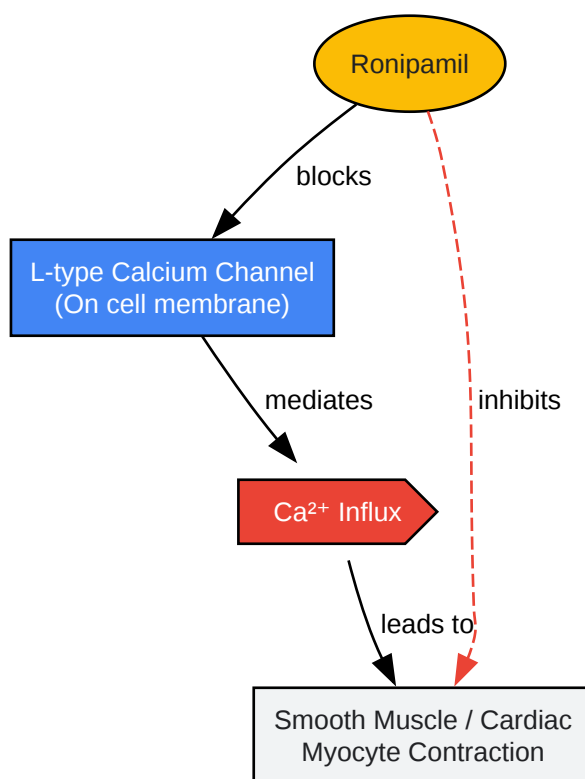 Ronipamil
blocks
L-type Calcium Channel
(On cell membrane)
mediates
inhibits
Ca²⁺ Influx
leads to
Smooth Muscle / Cardiac
Myocyte Contraction